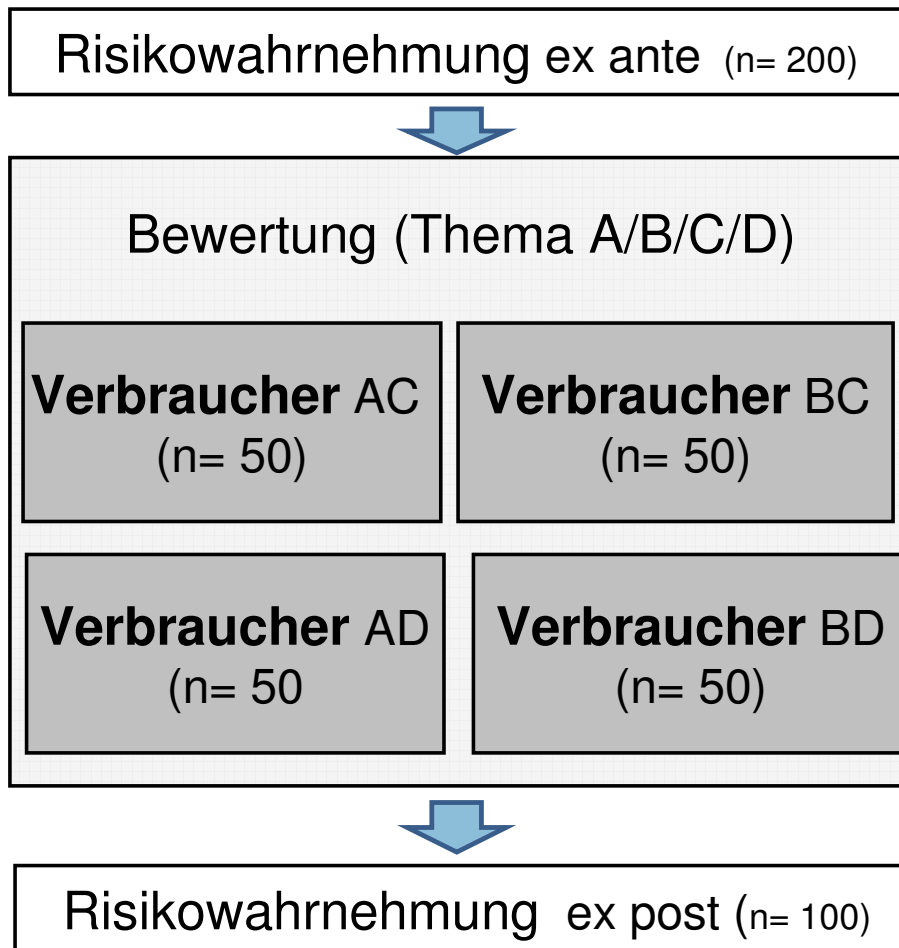 Risikowahrnehmung ex ante (n= 200)
Bewertung (Thema A/B/C/D)
Verbraucher AC
(n= 50)
Verbraucher BC
(n= 50)
Verbraucher AD
(n= 50
Verbraucher BD
(n= 50)
Risikowahrnehmung ex post (n= 100)